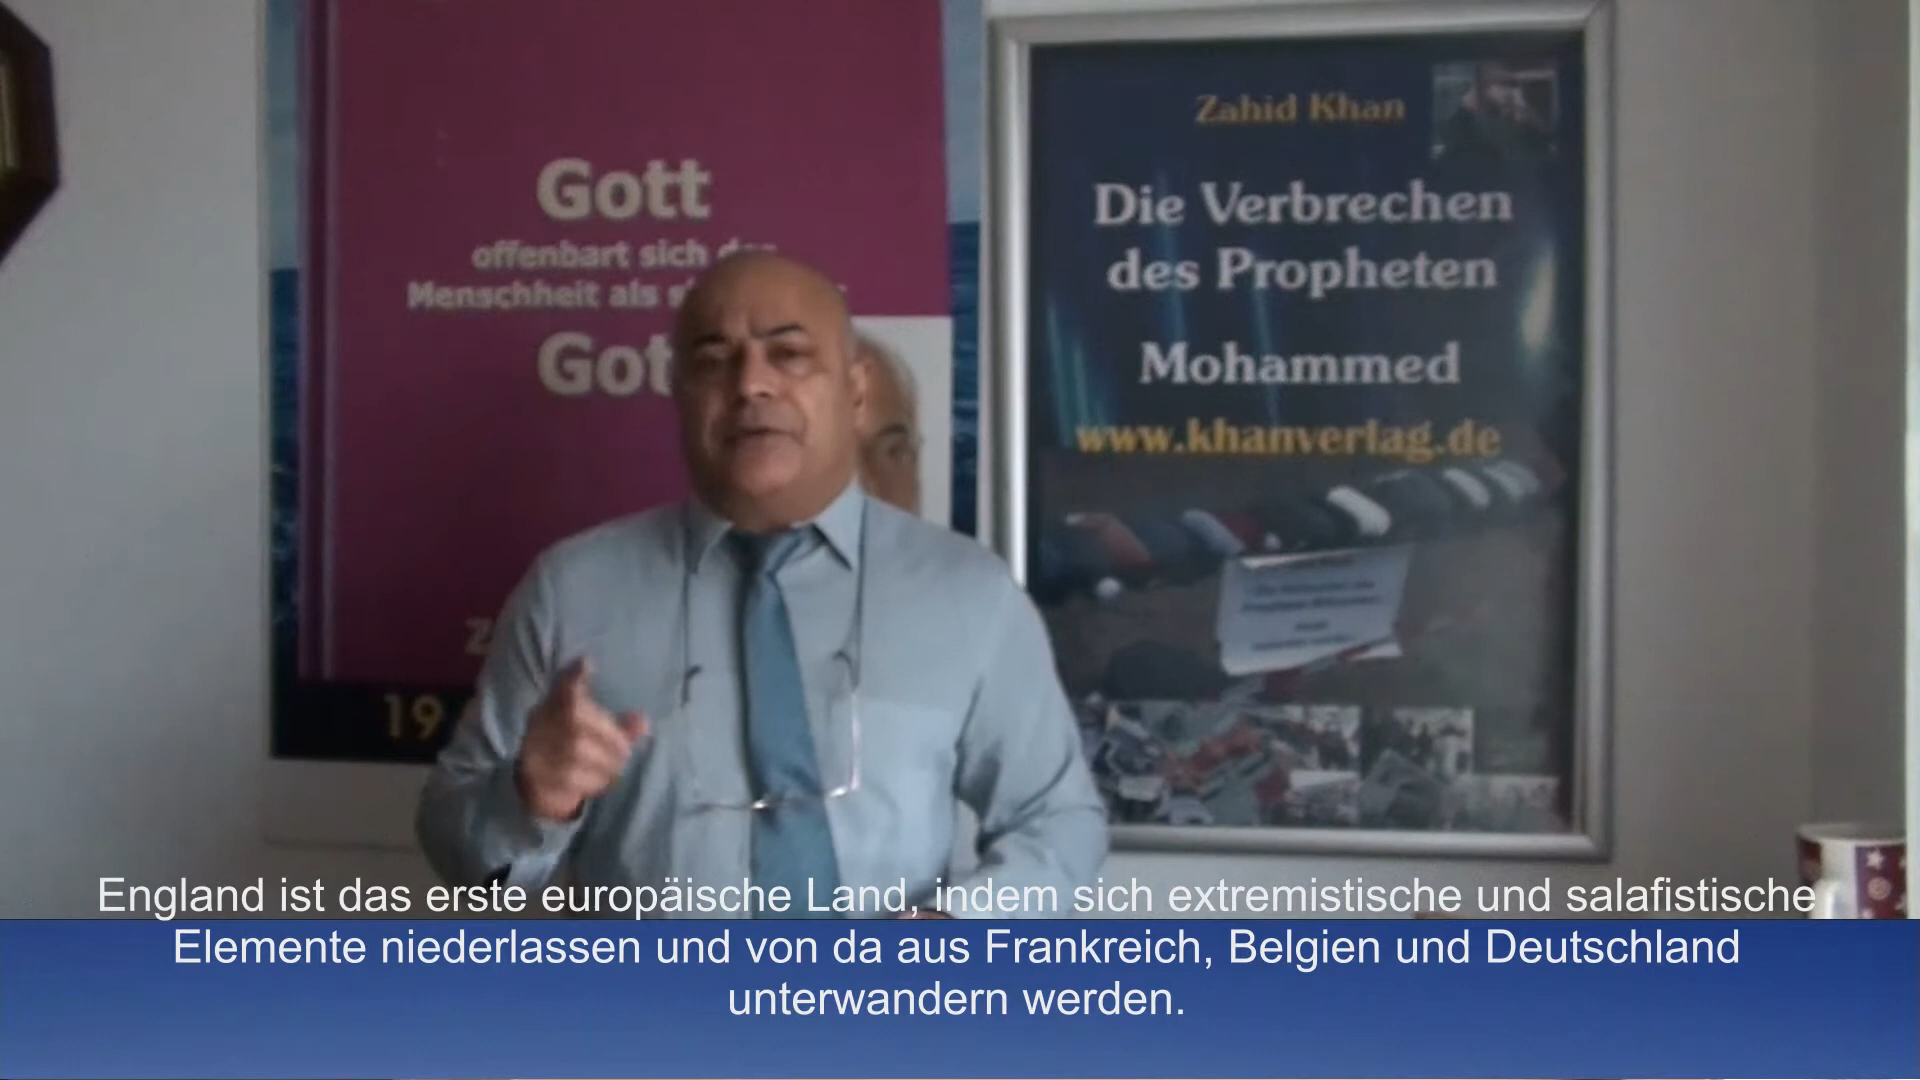 Gott
offenbart sich
Menschheit als
Zahid Khan
Die Verbrechen
des Propheten
Mohammed
www.khanverlag.de
England ist das erste europäische Land, indem sich extremistische und salafistische
Elemente niederlassen und von da aus Frankreich, Belgien und Deutschland
unterwandern werden.